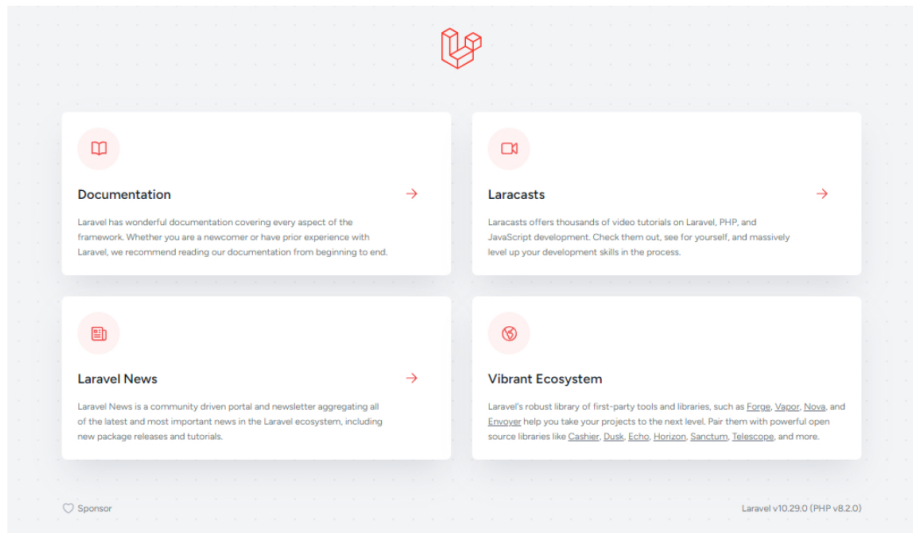 Documentation
Laravel has wonderful documentation covering every aspect of the
framework. Whether you are a newcomer or have prior experience with
Laravel, we recommend reading our documentation from beginning to end.
Laracasts
Laracasts offers thousands of video tutorials on Laravel, PHP, and
JavaScript development. Check them out, see for yourself, and massively
level up your development skills in the process.
Laravel News
Laravel News is a community driven portal and newsletter aggregating all
of the latest and most important news in the Laravel ecosystem, including
new package releases and tutorials.
Vibrant Ecosystem
Laravel's robust library of first-party tools and libraries, such as Forge, Vapor, Nova, and
Envoyer help you take your projects to the next level. Pair them with powerful open
source libraries like Cashier, Dusk, Echo, Horizon, Sanctum, Telescope, and more.
Sponsor
Laravel v10.29.0 (PHP v8.2.0)